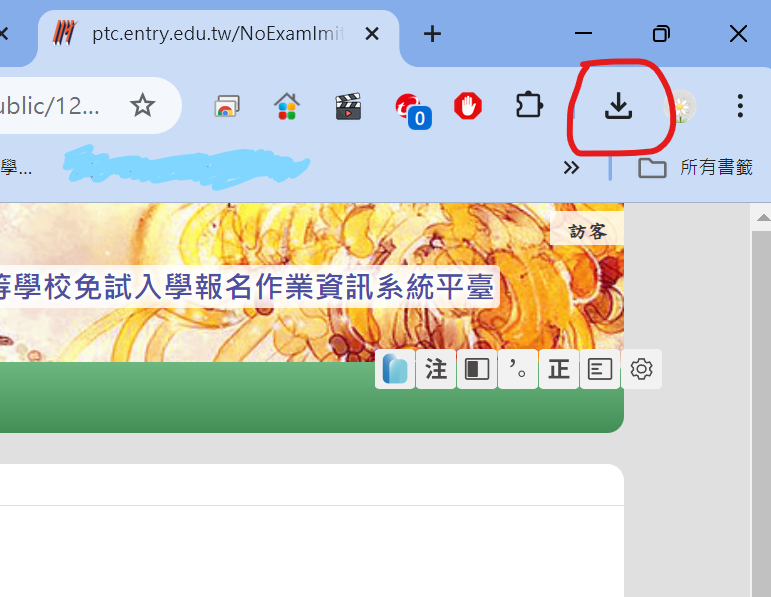 ptc.entry.edu.tw/NoExamImi
ublic/12...
0
學...
所有書籤
訪客
等學校免試入學報名作業資訊系統平臺
注 ，。 正